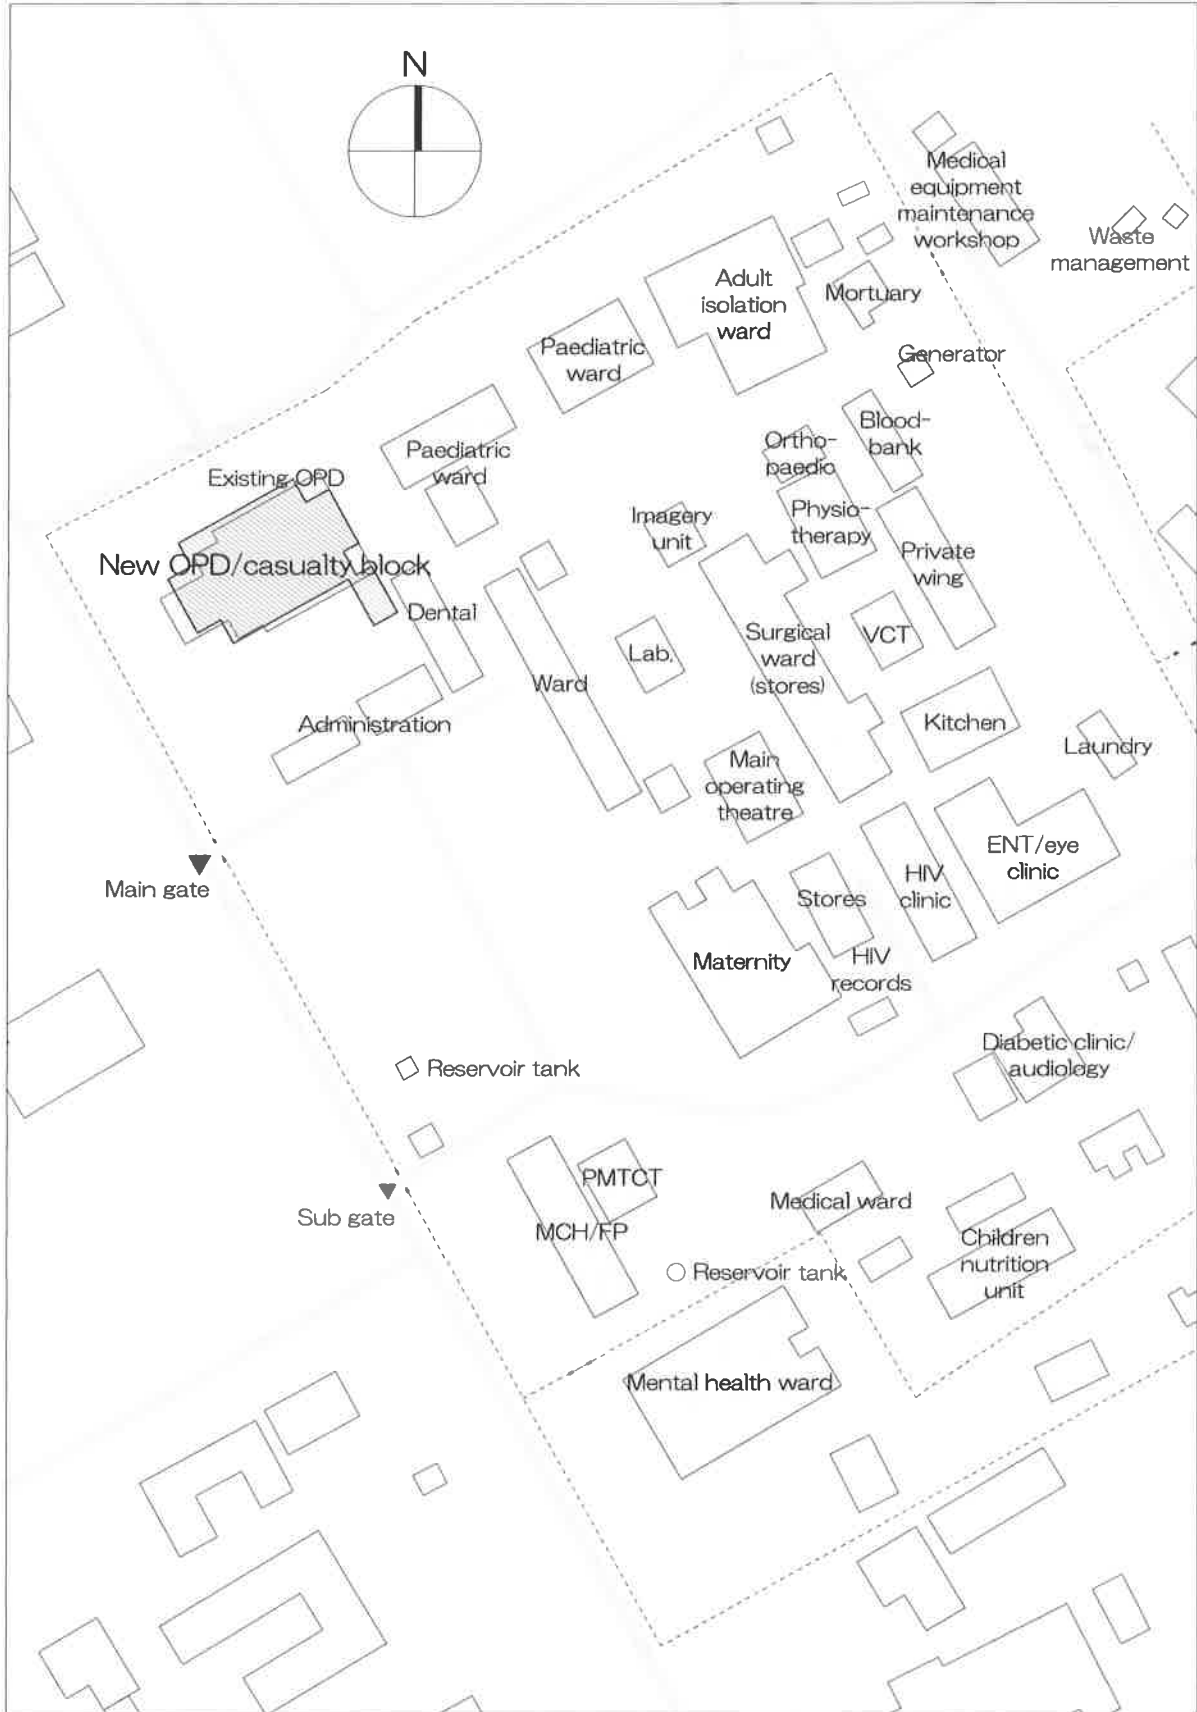 N
Medical
equipment
maintenance
workshop
Waste
management
Adult
isolation
ward
Mortuary
Generator
Paediatric
ward
Blood-
bank
Ortho-
paedic
Paediatric
ward
Existing OPD
Imagery
unit
Physio-
therapy
Private
wing
New OPD/casualty block
Dental
Lab.
Surgical
ward
(stores)
VCT
Ward
Administration
Kitchen
Laundry
Main
operating
theatre
ENT/eye
clinic
HIV
clinic
Main gate
Stores
Maternity
HIV
records
Diabetic clinic/
audiology
Reservoir tank
PMTCT
Medical ward
Sub gate
MCH/FP
Children
nutrition
unit
Reservoir tank
Mental health ward